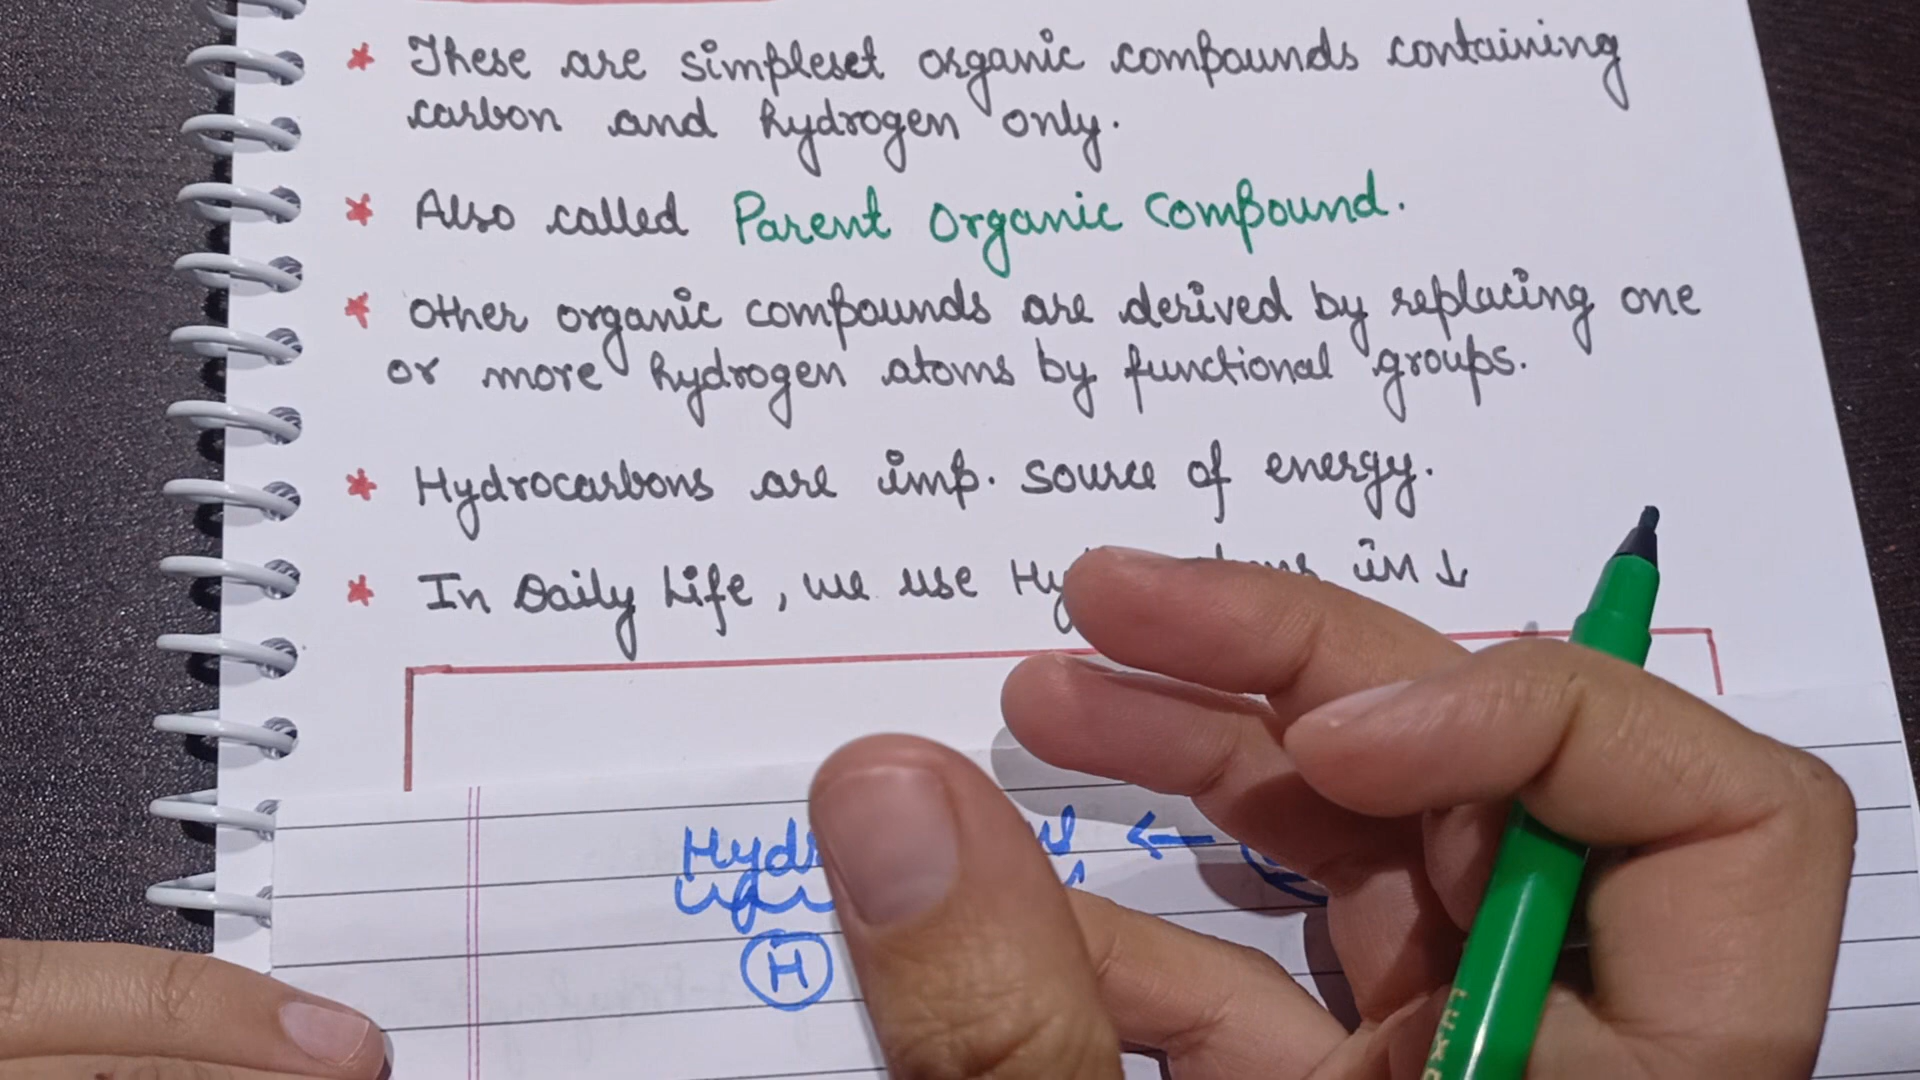 * These are simpleset organic compounds containing
carbon and hydrogen only.
* Also called Parent Organic Compound.
* Other organic compounds are derived by replacing one
or more hydrogen atoms by functional groups.
* Hydrocarbons are imp. source of energy.
* In Daily Life, we use in ↓
←
H